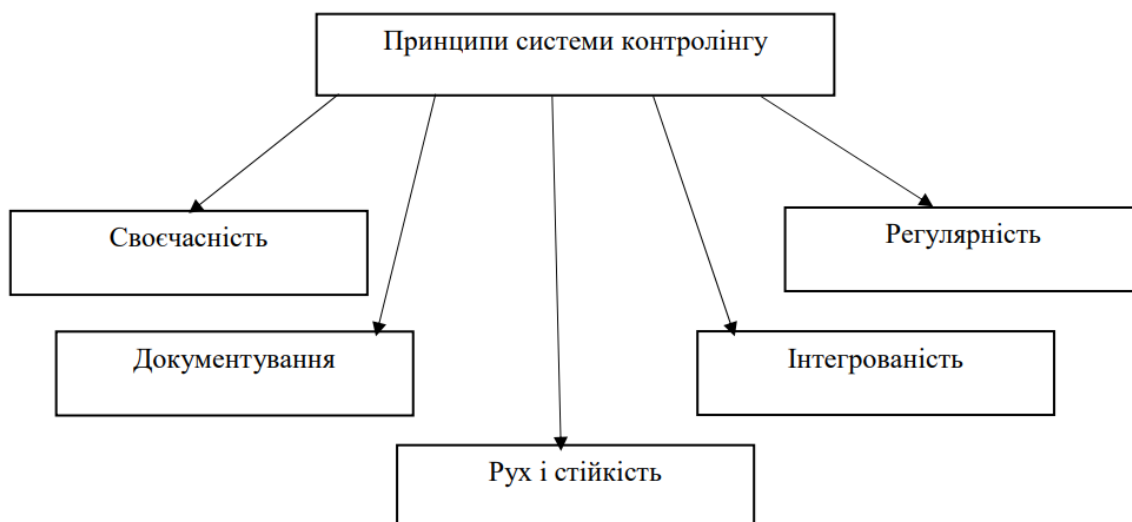 Принципи системи контролінгу
Своєчасність
Регулярність
Документування
Інтегрованість
Рух і стійкість